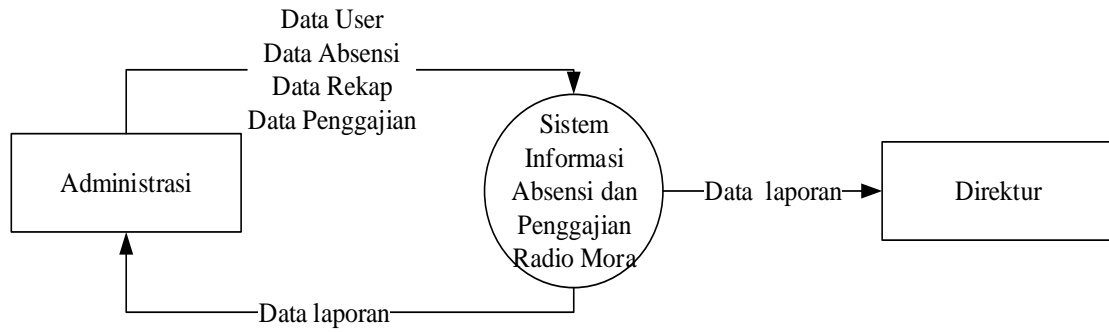 Data User
Data Absensi
Data Rekap
Data Penggajian
Administrasi
Sistem
Informasi
Absensi dan
Penggajian
Radio Mora
Data laporan
Direktur
Data laporan